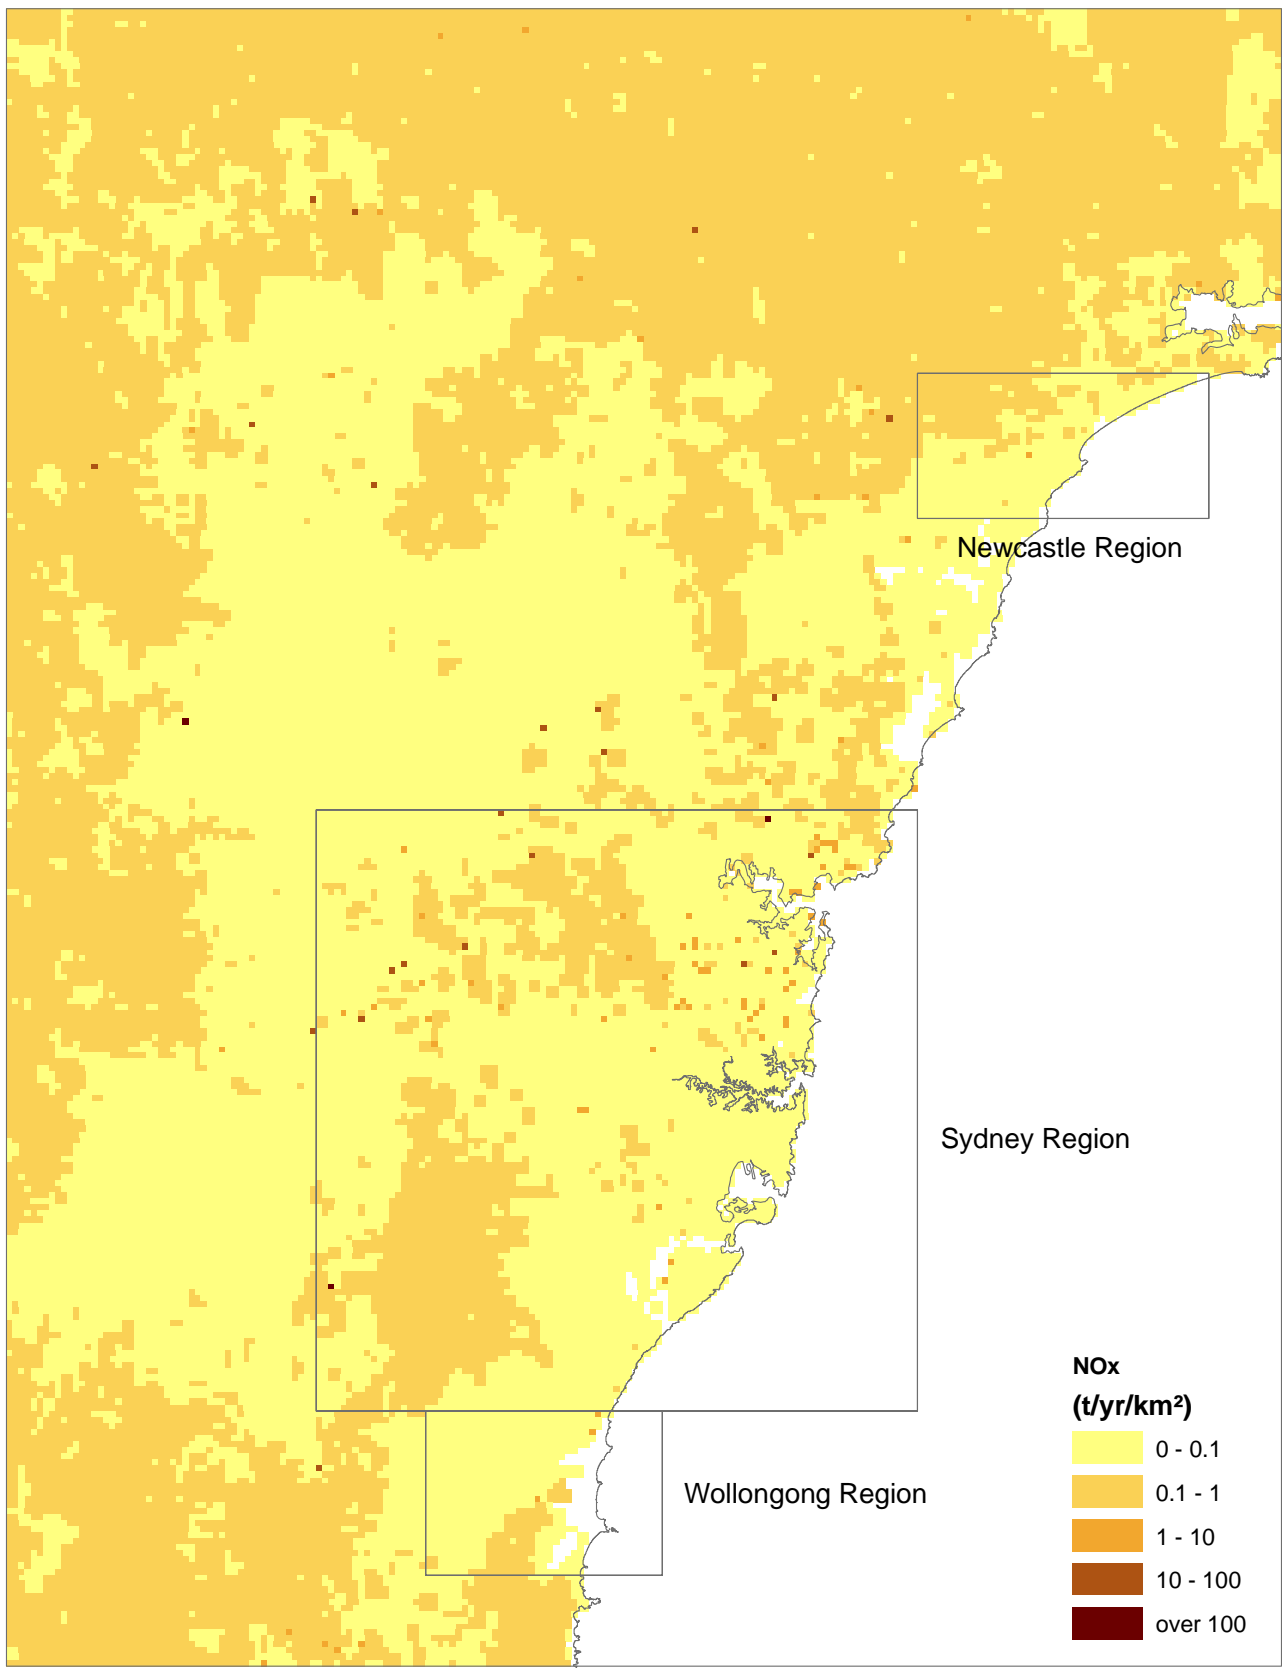 Newcastle Region
Sydney Region
Wollongong Region
NOx
(t/yr/km²)
0 - 0.1
0.1 - 1
1 - 10
10 - 100
over 100